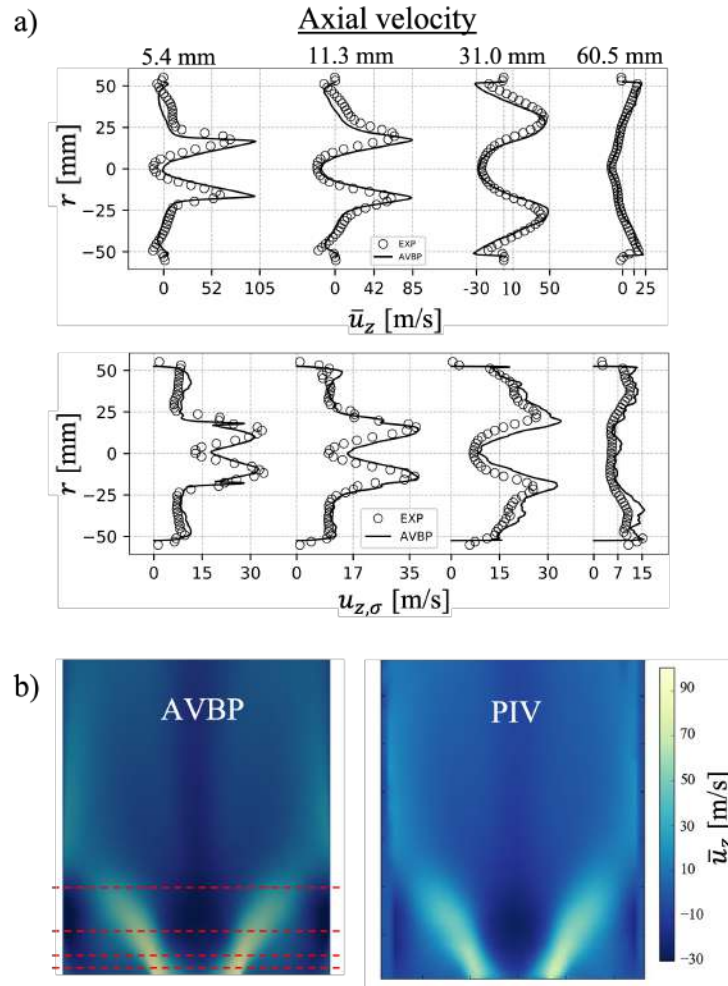 a)
Axial velocity
5.4 mm 11.3 mm 31.0 mm 60.5 mm
50
25
0
−25
−50
r [mm]
EXP
AVBP
0 52 105 0 42 85 -30 10 50 0 25
ū_z [m/s]
50
25
0
−25
−50
r [mm]
EXP
AVBP
0 15 30 0 17 35 0 15 30 0 7 15
u_{z,σ} [m/s]
b)
AVBP
PIV
90
70
50
30
10
−10
−30
ū_z [m/s]